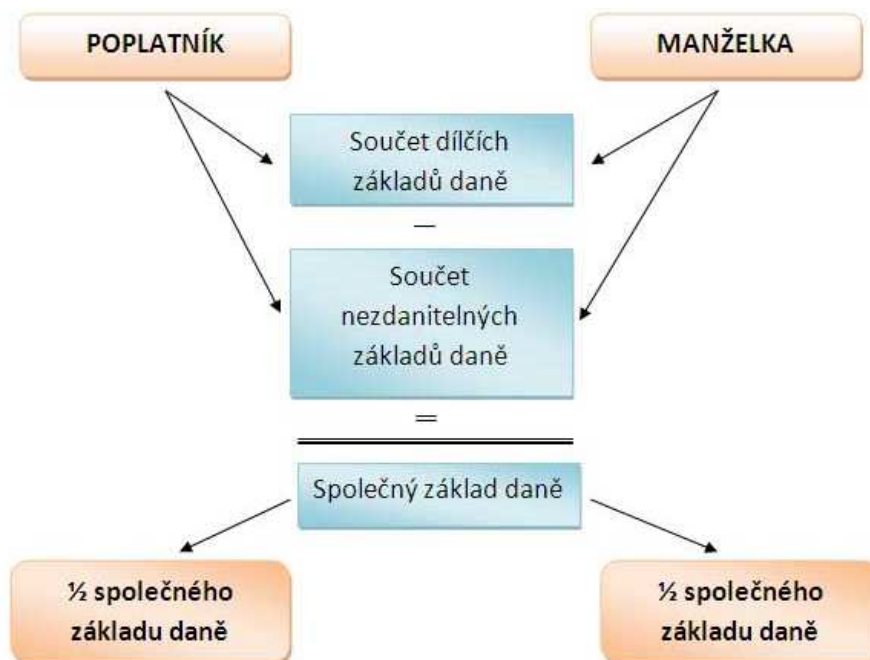 POPLATNÍK
MANŽELKA
Součet dílčích
základů daně
—
Součet
nezdanitelných
základů daně
=
Společný základ daně
½ společného
základu daně
½ společného
základu daně